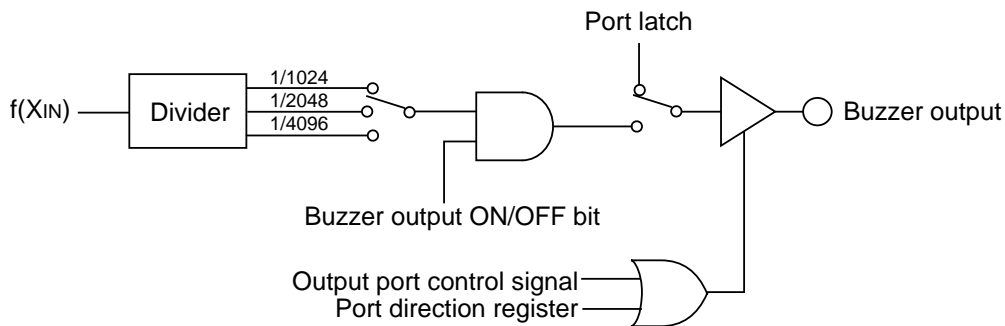 Port latch
1/1024
1/2048
1/4096
f(XIN)
Divider
Buzzer output
Buzzer output ON/OFF bit
Output port control signal
Port direction register